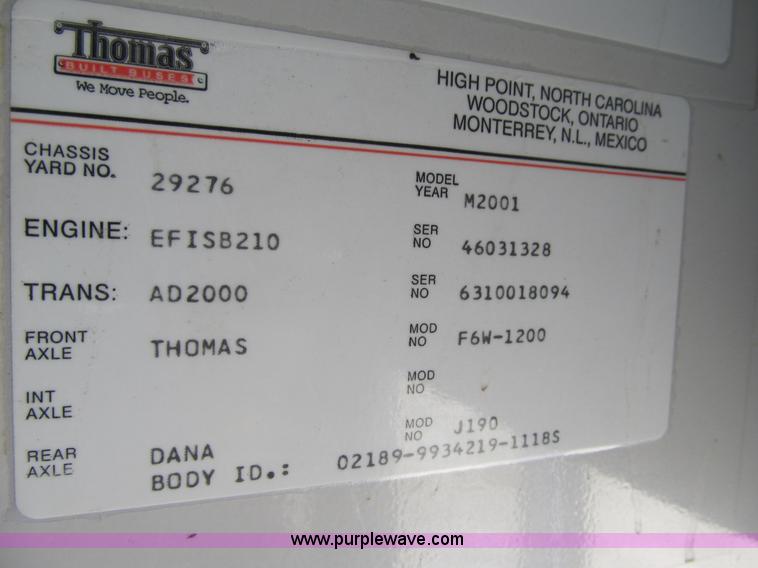 Thomas
BUILT BUSES
We Move People.
HIGH POINT, NORTH CAROLINA
WOODSTOCK, ONTARIO
MONTERREY, N.L., MEXICO
CHASSIS
YARD NO. 29276
MODEL
YEAR M2001
ENGINE: EFISB210
SER
NO 46031328
TRANS: AD2000
SER
NO 6310018094
FRONT
AXLE THOMAS
MOD
NO F6W-1200
INT
AXLE
MOD
NO
REAR
AXLE DANA
MOD
NO J190
BODY ID.: 02189-9934219-1118S
www.purplewave.com